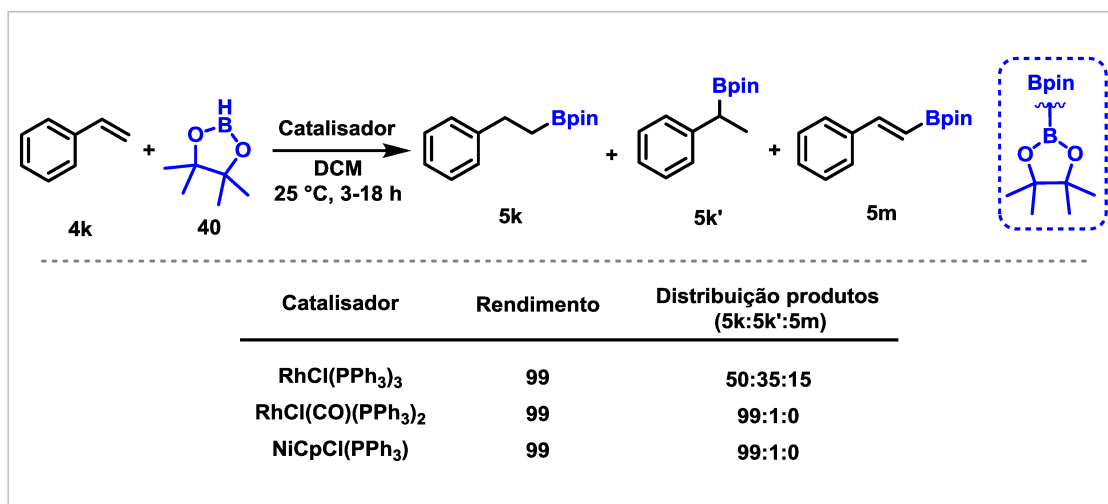 Bpin
H
B
O
O
Catalisador
DCM
25 °C, 3-18 h
+
Bpin
+
Bpin
+
Bpin
B
O
O
4k
40
5k
5k'
5m
Catalisador
Rendimento
Distribuição produtos
(5k:5k':5m)
RhCl(PPh₃)₃ 99 50:35:15
RhCl(CO)(PPh₃)₂ 99 99:1:0
NiCpCl(PPh₃) 99 99:1:0